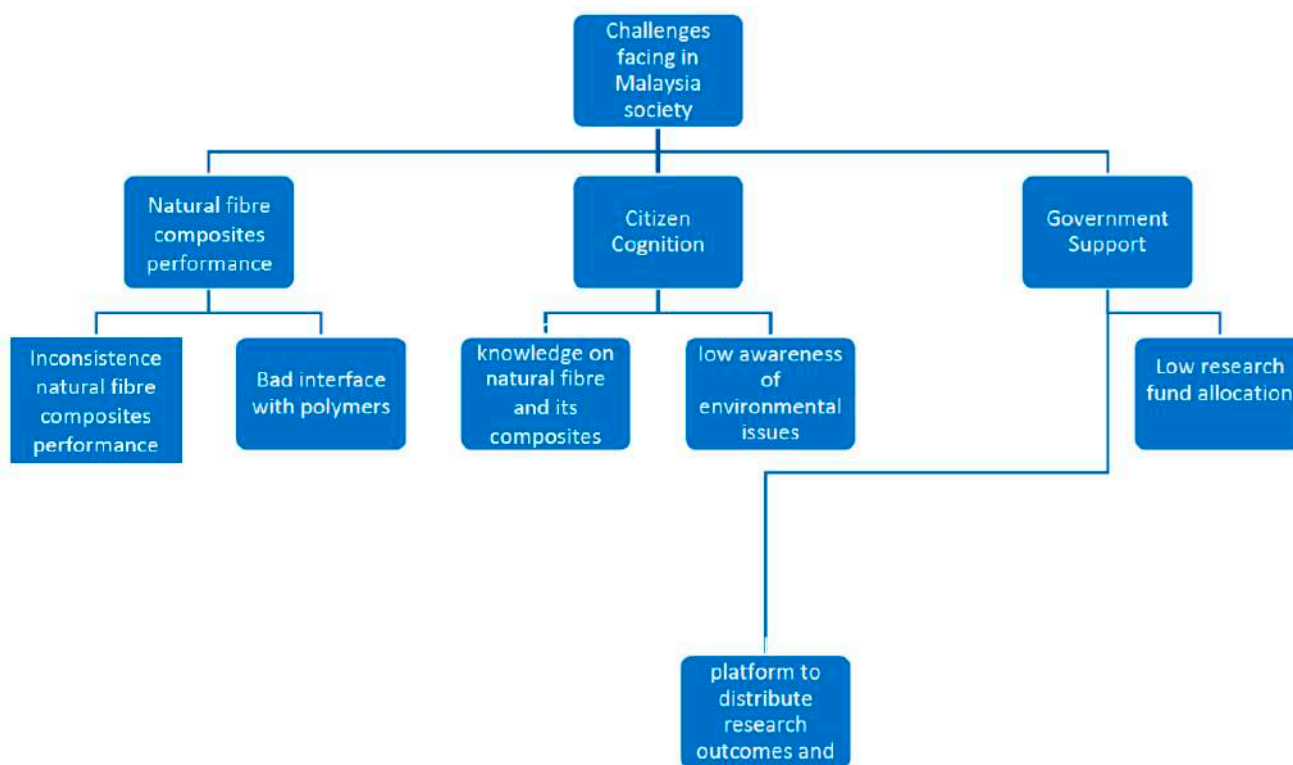 Challenges
facing in
Malaysia
society
Natural fibre
composites
performance
Citizen
Cognition
Government
Support
Inconsistence
natural fibre
composites
performance
Bad interface
with polymers
knowledge on
natural fibre
and its
composites
low awareness
of
environmental
issues
Low research
fund allocation
platform to
distribute
research
outcomes and